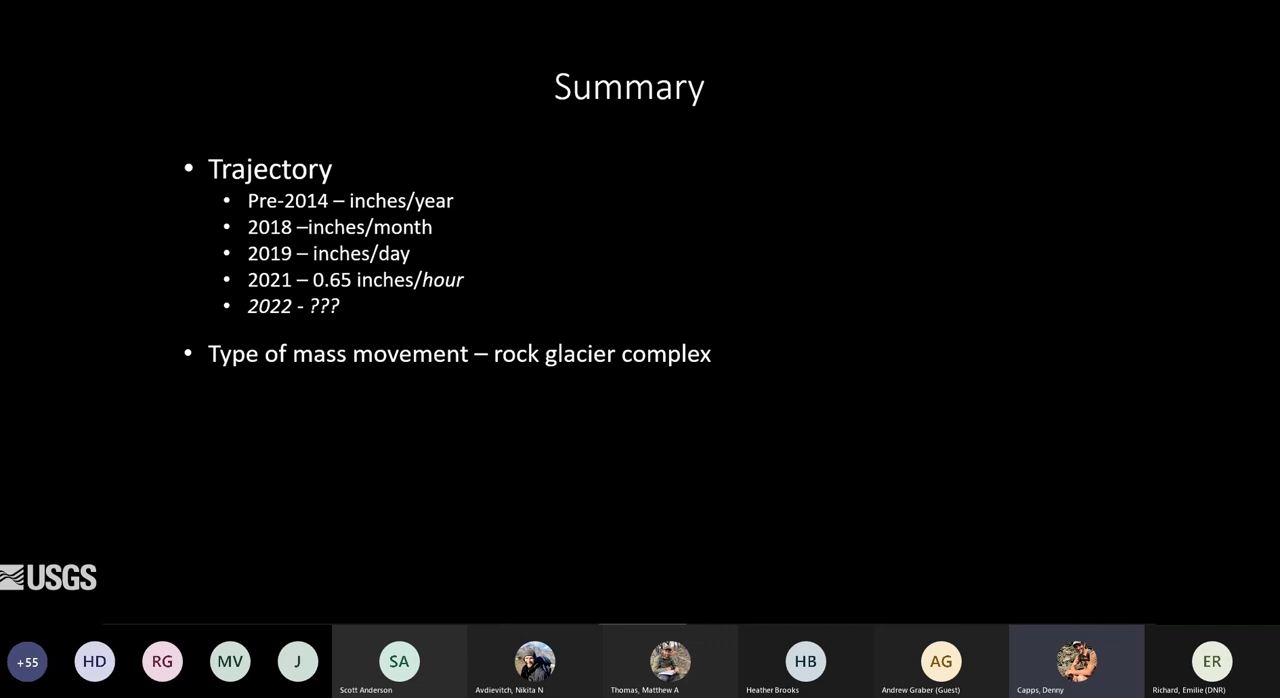 Summary
• Trajectory
• Pre-2014 – inches/year
• 2018 –inches/month
• 2019 – inches/day
• 2021 – 0.65 inches/hour
• 2022 - ???
• Type of mass movement – rock glacier complex
USGS
+55
HD
RG
MV
J
SA
HB
AG
ER
Scott Anderson
Avdievitch, Nikita N
Thomas, Matthew A
Heather Brooks
Andrew Graber (Guest)
Capps, Denny
Richard, Emilie (DNR)